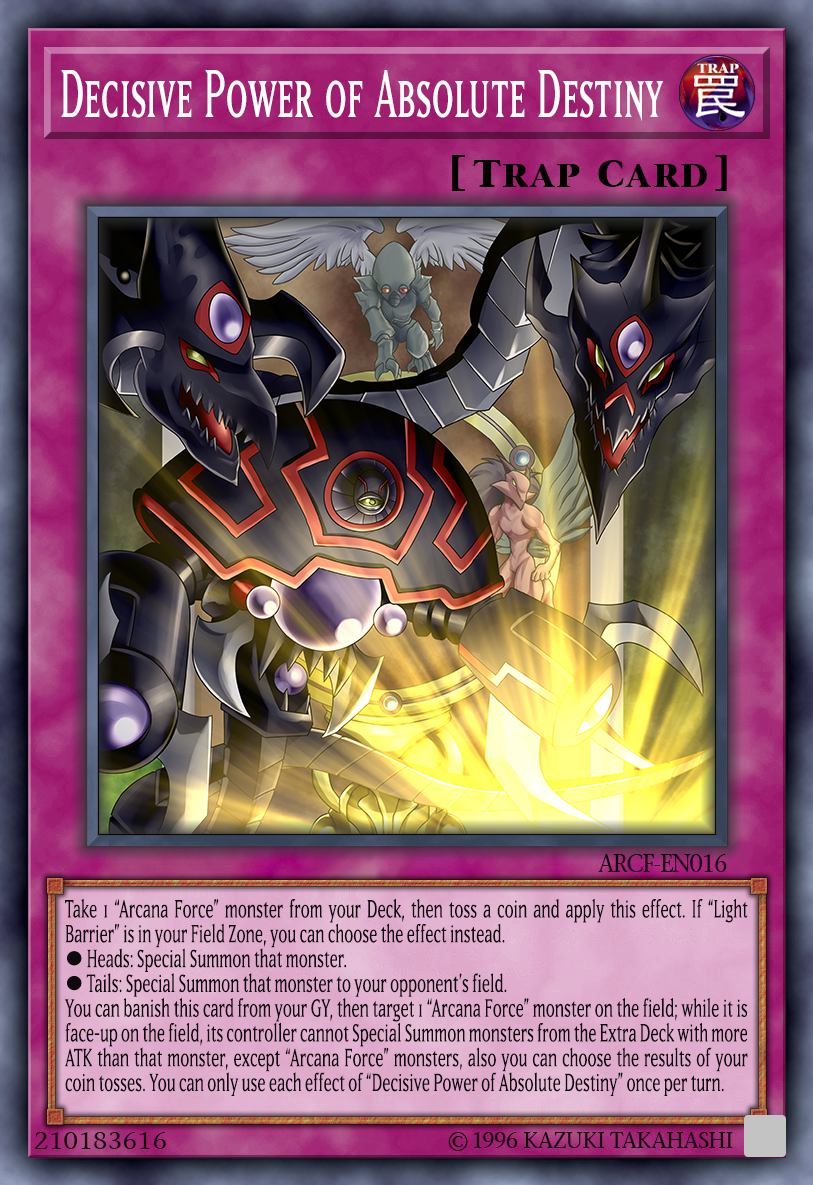 Decisive Power of Absolute Destiny
TRAP
罠
[Trap Card]
ARCF-EN016
Take 1 “Arcana Force” monster from your Deck, then toss a coin and apply this effect. If “Light
Barrier” is in your Field Zone, you can choose the effect instead.
● Heads: Special Summon that monster.
● Tails: Special Summon that monster to your opponent’s field.
You can banish this card from your GY, then target 1 “Arcana Force” monster on the field; while it is
face-up on the field, its controller cannot Special Summon monsters from the Extra Deck with more
ATK than that monster, except “Arcana Force” monsters, also you can choose the results of your
coin tosses. You can only use each effect of “Decisive Power of Absolute Destiny” once per turn.
210183616
© 1996 KAZUKI TAKAHASHI